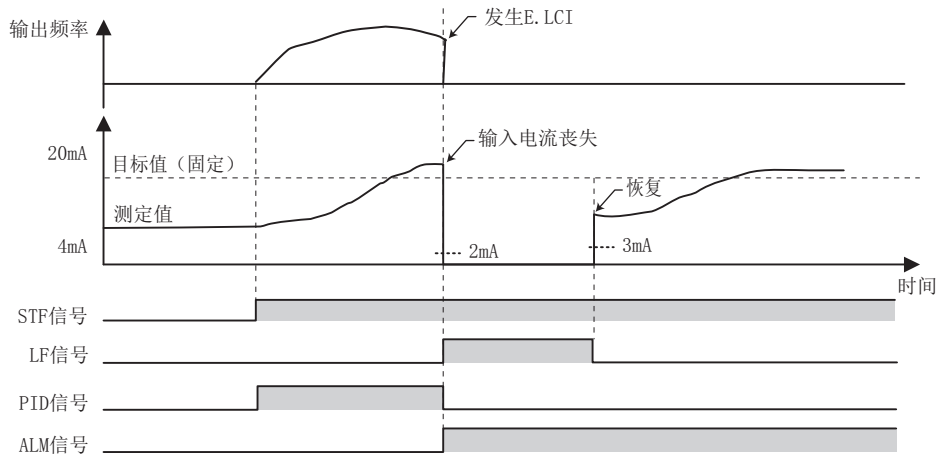 输出频率
发生E.LCI
20mA
目标值（固定）
输入电流丧失
测定值
恢复
4mA
2mA
3mA
时间
STF信号
LF信号
PID信号
ALM信号